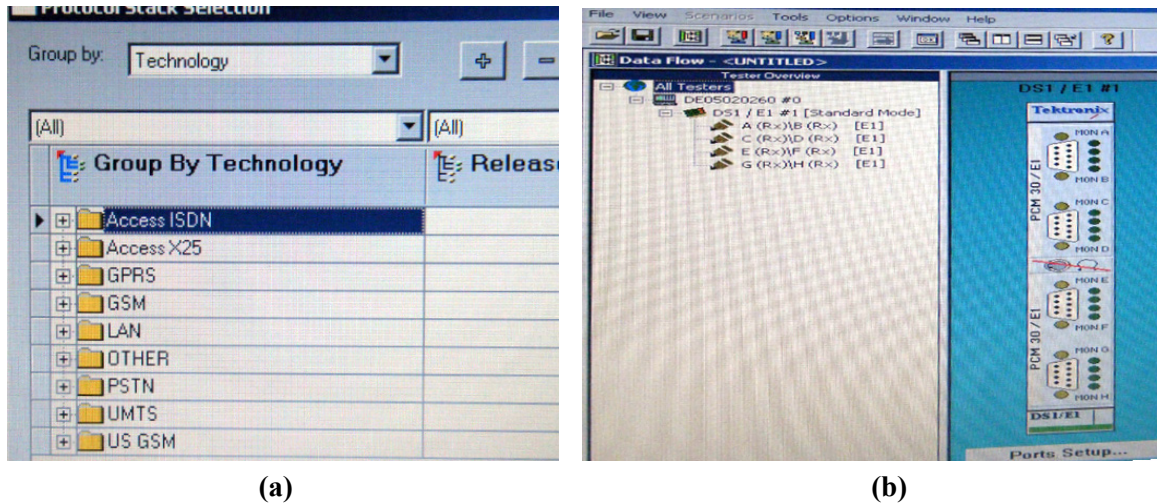 Protocol Stack Selection
Group by:
Technology
(All)
(All)
Group By Technology
Release
Access ISDN
Access X25
GPRS
GSM
LAN
OTHER
PSTN
UMTS
US GSM
(a)
File View Scenarios Tools Options Window Help
Data Flow - <UNTITLED>
Tester Overview
All Testers
DE05020260 #0
DS1 / E1 #1 [Standard Mode]
A (Rx)\B (Rx) [E1]
C (Rx)\D (Rx) [E1]
E (Rx)\F (Rx) [E1]
G (Rx)\H (Rx) [E1]
DS1 / E1 #1
Tektronix
MON A
PCM 30 / E1
MON B
MON C
MON D
MON E
PCM 30 / E1
MON F
MON G
MON H
DS1/E1
Ports Setup...
(b)